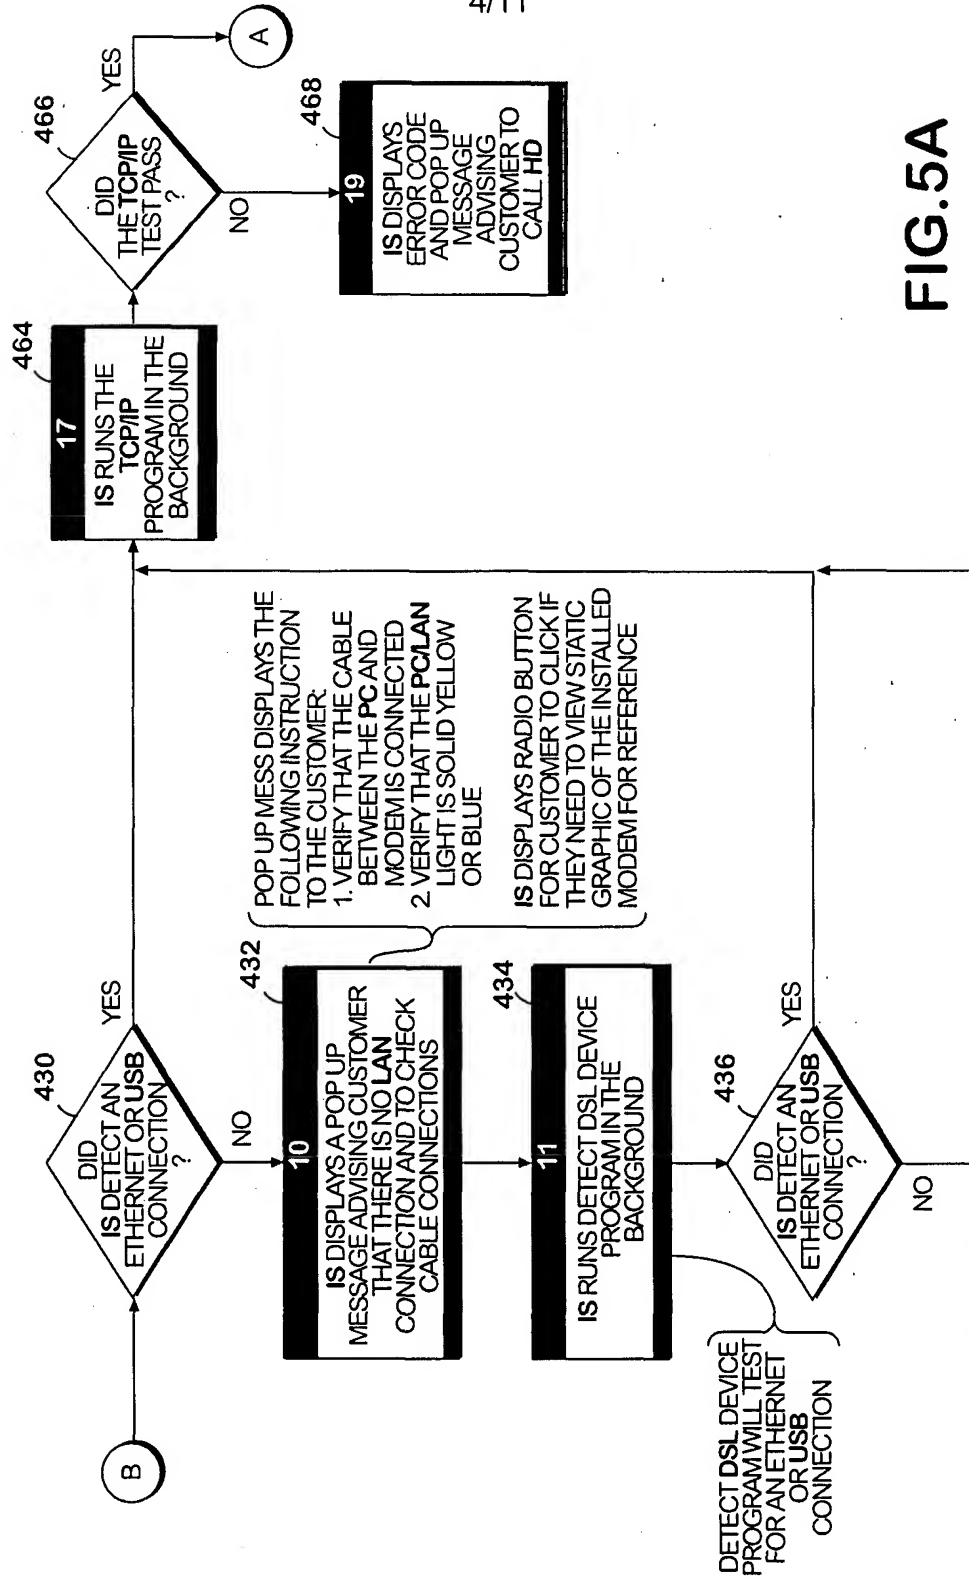 4/11
B
430
DID
IS DETECT AN
ETHERNET OR USB
CONNECTION
?
YES
NO
432
10
IS DISPLAYS A POP UP
MESSAGE ADVISING CUSTOMER
THAT THERE IS NO LAN
CONNECTION AND TO CHECK
CABLE CONNECTIONS
POP UP MESS DISPLAYS THE
FOLLOWING INSTRUCTION
TO THE CUSTOMER:
1. VERIFY THAT THE CABLE
BETWEEN THE PC AND
MODEM IS CONNECTED
2. VERIFY THAT THE PC/LAN
LIGHT IS SOLID YELLOW
OR BLUE
IS DISPLAYS RADIO BUTTON
FOR CUSTOMER TO CLICK IF
THEY NEED TO VIEW STATIC
GRAPHIC OF THE INSTALLED
MODEM FOR REFERENCE
434
11
IS RUNS DETECT DSL DEVICE
PROGRAM IN THE
BACKGROUND
DETECT DSL DEVICE
PROGRAM WILL TEST
FOR AN ETHERNET
OR USB
CONNECTION
436
DID
IS DETECT AN
ETHERNET OR USB
CONNECTION
?
YES
NO
464
17
IS RUNS THE
TCP/IP
PROGRAM IN THE
BACKGROUND
466
DID
THE TCP/IP
TEST PASS
?
YES
A
NO
468
19
IS DISPLAYS
ERROR CODE
AND POP UP
MESSAGE
ADVISING
CUSTOMER TO
CALL HD
FIG.5A